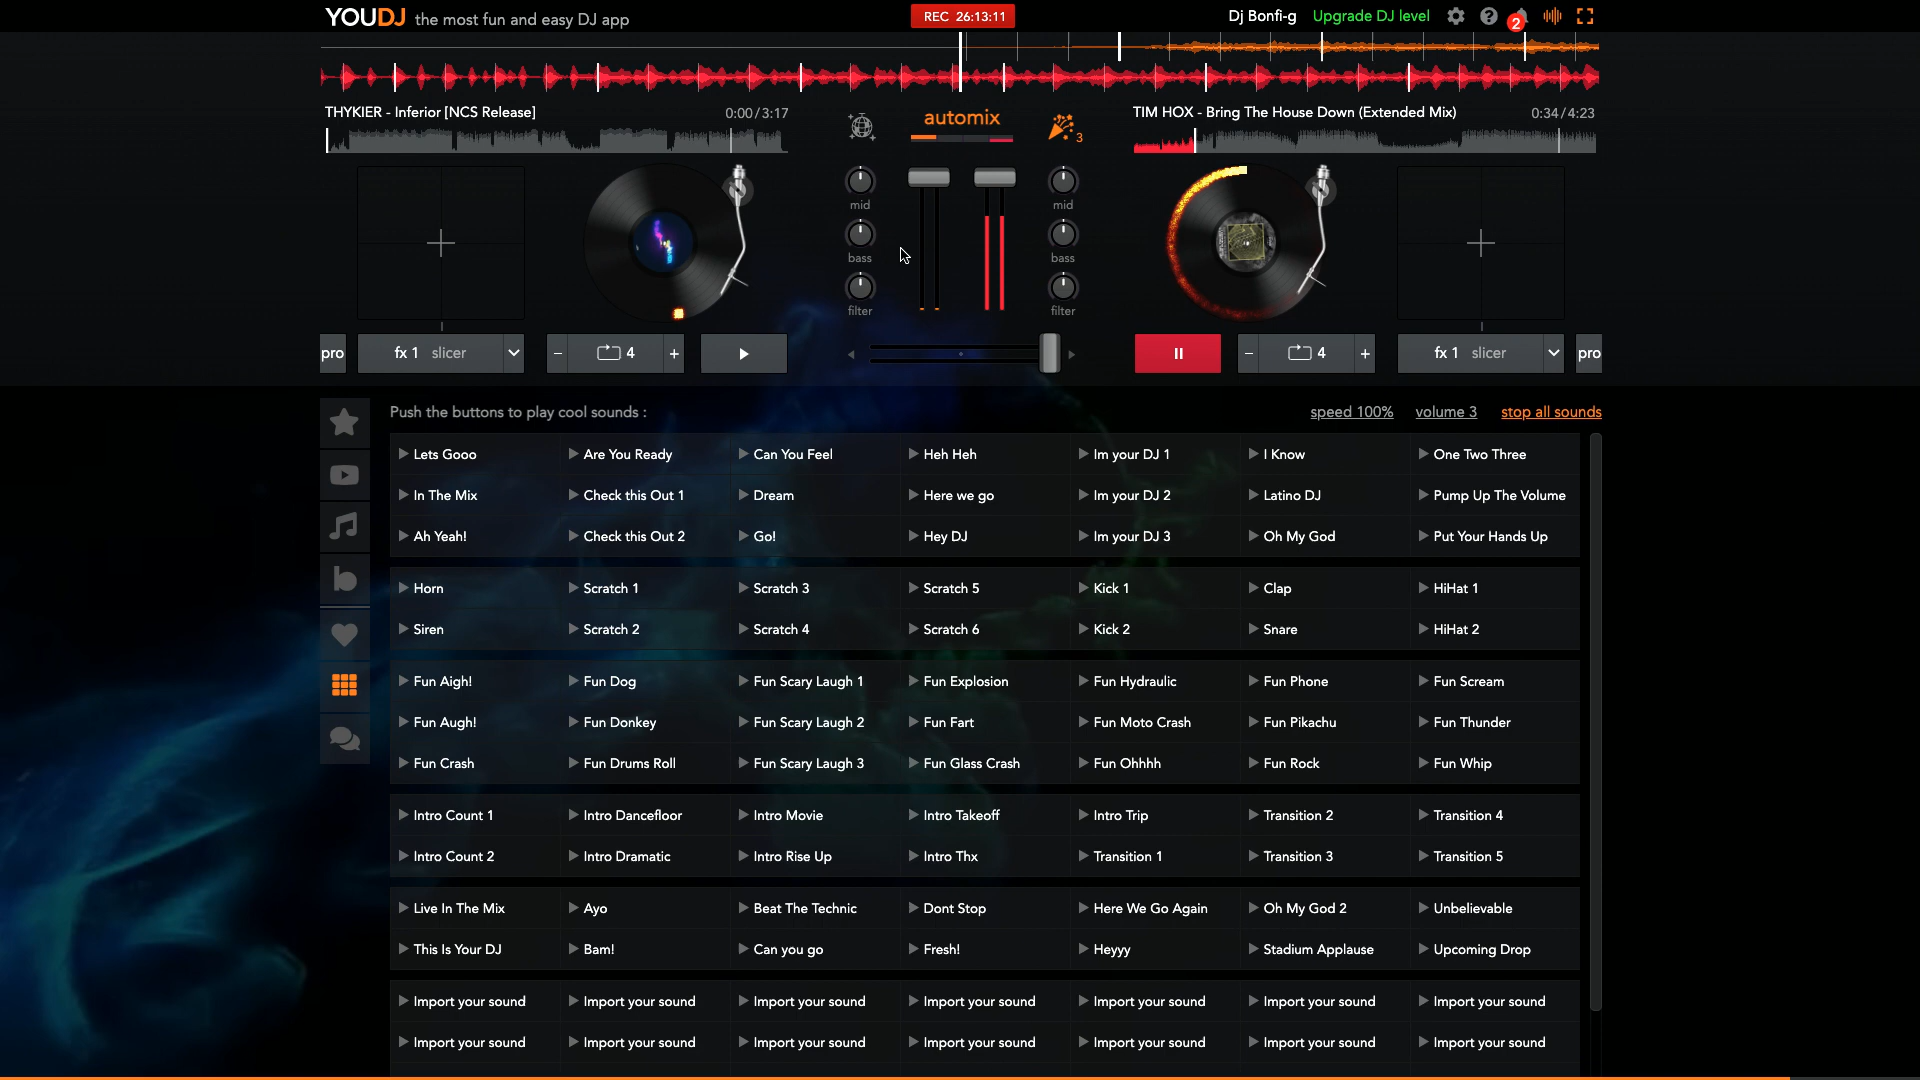 YOUDJ the most fun and easy DJ app
REC 26:13:11
Dj Bonfi-g Upgrade DJ level
2
THYKIER - Inferior [NCS Release] 0:00/3:17
automix
3
TIM HOX - Bring The House Down (Extended Mix) 0:34/4:23
mid mid
bass bass
filter filter
pro fx 1 slicer − 4 +
− 4 + fx 1 slicer pro
Push the buttons to play cool sounds : speed 100% volume 3 stop all sounds
Lets Gooo Are You Ready Can You Feel Heh Heh Im your DJ 1 I Know One Two Three
In The Mix Check this Out 1 Dream Here we go Im your DJ 2 Latino DJ Pump Up The Volume
Ah Yeah! Check this Out 2 Go! Hey DJ Im your DJ 3 Oh My God Put Your Hands Up
Horn Scratch 1 Scratch 3 Scratch 5 Kick 1 Clap HiHat 1
Siren Scratch 2 Scratch 4 Scratch 6 Kick 2 Snare HiHat 2
Fun Aigh! Fun Dog Fun Scary Laugh 1 Fun Explosion Fun Hydraulic Fun Phone Fun Scream
Fun Augh! Fun Donkey Fun Scary Laugh 2 Fun Fart Fun Moto Crash Fun Pikachu Fun Thunder
Fun Crash Fun Drums Roll Fun Scary Laugh 3 Fun Glass Crash Fun Ohhhh Fun Rock Fun Whip
Intro Count 1 Intro Dancefloor Intro Movie Intro Takeoff Intro Trip Transition 2 Transition 4
Intro Count 2 Intro Dramatic Intro Rise Up Intro Thx Transition 1 Transition 3 Transition 5
Live In The Mix Ayo Beat The Technic Dont Stop Here We Go Again Oh My God 2 Unbelievable
This Is Your DJ Bam! Can you go Fresh! Heyyy Stadium Applause Upcoming Drop
Import your sound Import your sound Import your sound Import your sound Import your sound Import your sound Import your sound
Import your sound Import your sound Import your sound Import your sound Import your sound Import your sound Import your sound